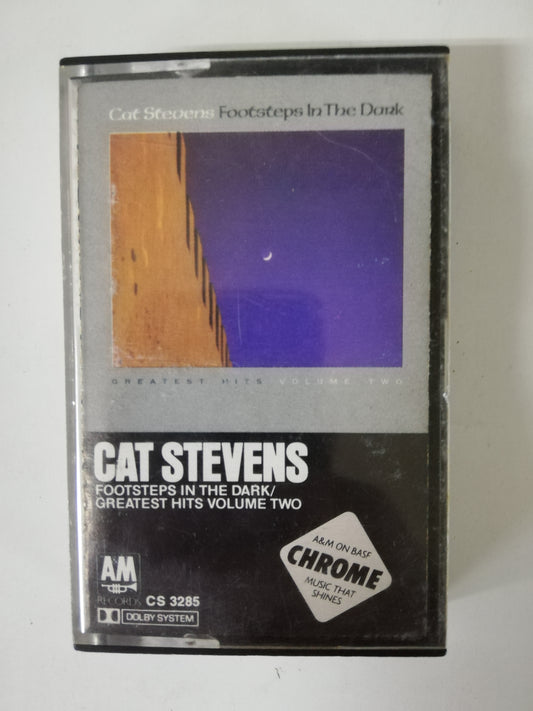 Cat Stevens Footsteps In The Dark
GREATEST HITS VOLUME TWO
CAT STEVENS
FOOTSTEPS IN THE DARK/
GREATEST HITS VOLUME TWO
A&M ON BASF
CHROME
MUSIC THAT
SHINES
AM
RECORDS CS 3285
DOLBY SYSTEM